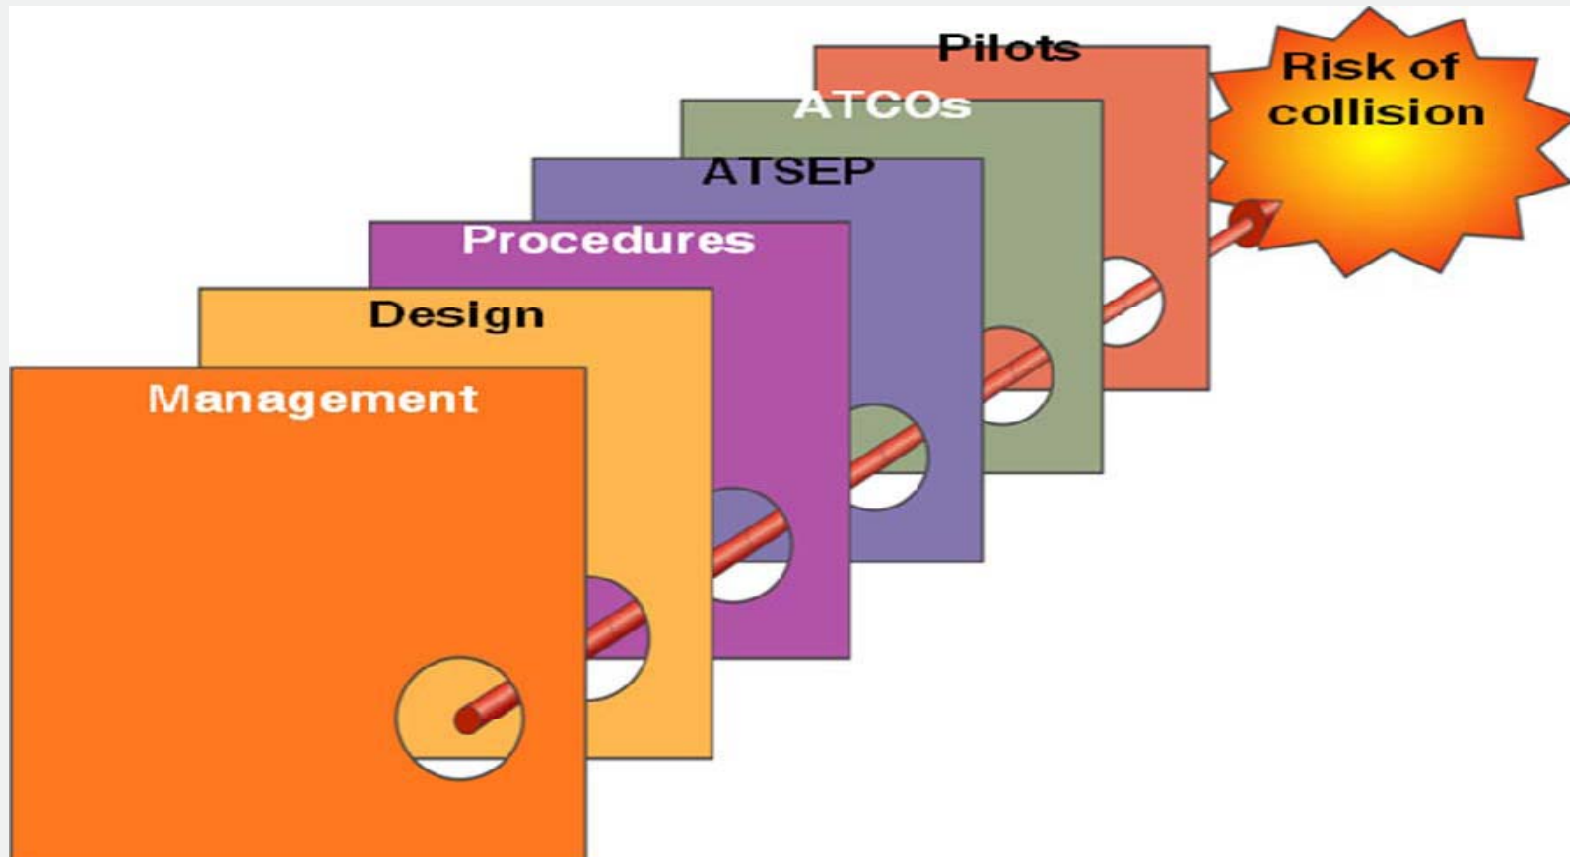 Pilots
Risk of
collision
ATCOs
ATSEP
Procedures
Design
Management